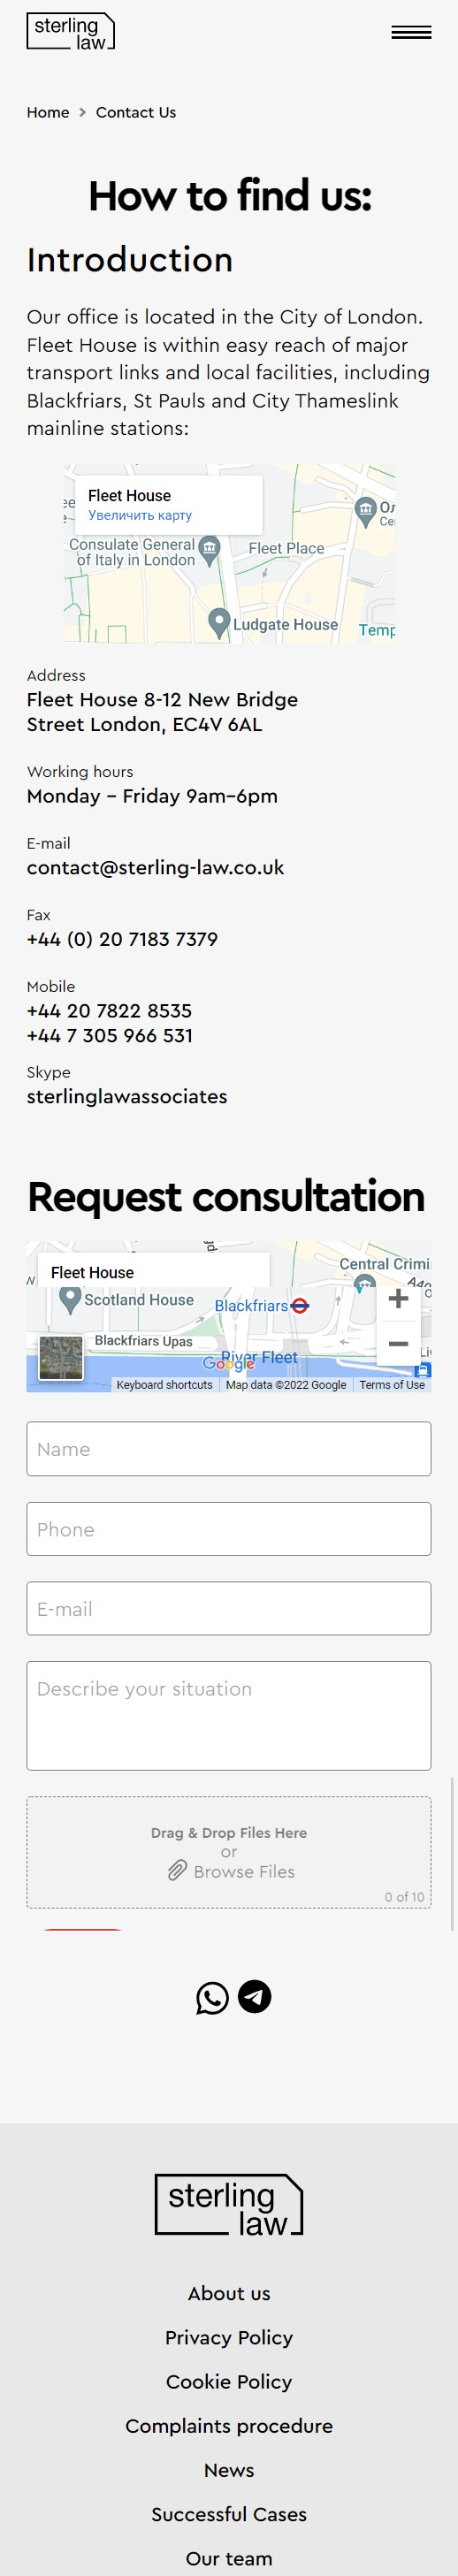 sterling
law
Home > Contact Us
How to find us:
Introduction
Our office is located in the City of London.
Fleet House is within easy reach of major
transport links and local facilities, including
Blackfriars, St Pauls and City Thameslink
mainline stations:
Fleet House
Увеличить карту
Consulate General
of Italy in London
Fleet Place
Ludgate House
Address
Fleet House 8-12 New Bridge
Street London, EC4V 6AL
Working hours
Monday – Friday 9am–6pm
E-mail
contact@sterling-law.co.uk
Fax
+44 (0) 20 7183 7379
Mobile
+44 20 7822 8535
+44 7 305 966 531
Skype
sterlinglawassociates
Request consultation
Fleet House
Central Crimi
Scotland House
Blackfriars
Blackfriars Upas
River Fleet
Google
Keyboard shortcuts
Map data ©2022 Google
Terms of Use
Name
Phone
E-mail
Describe your situation
Drag & Drop Files Here
or
Browse Files
0 of 10
sterling
law
About us
Privacy Policy
Cookie Policy
Complaints procedure
News
Successful Cases
Our team